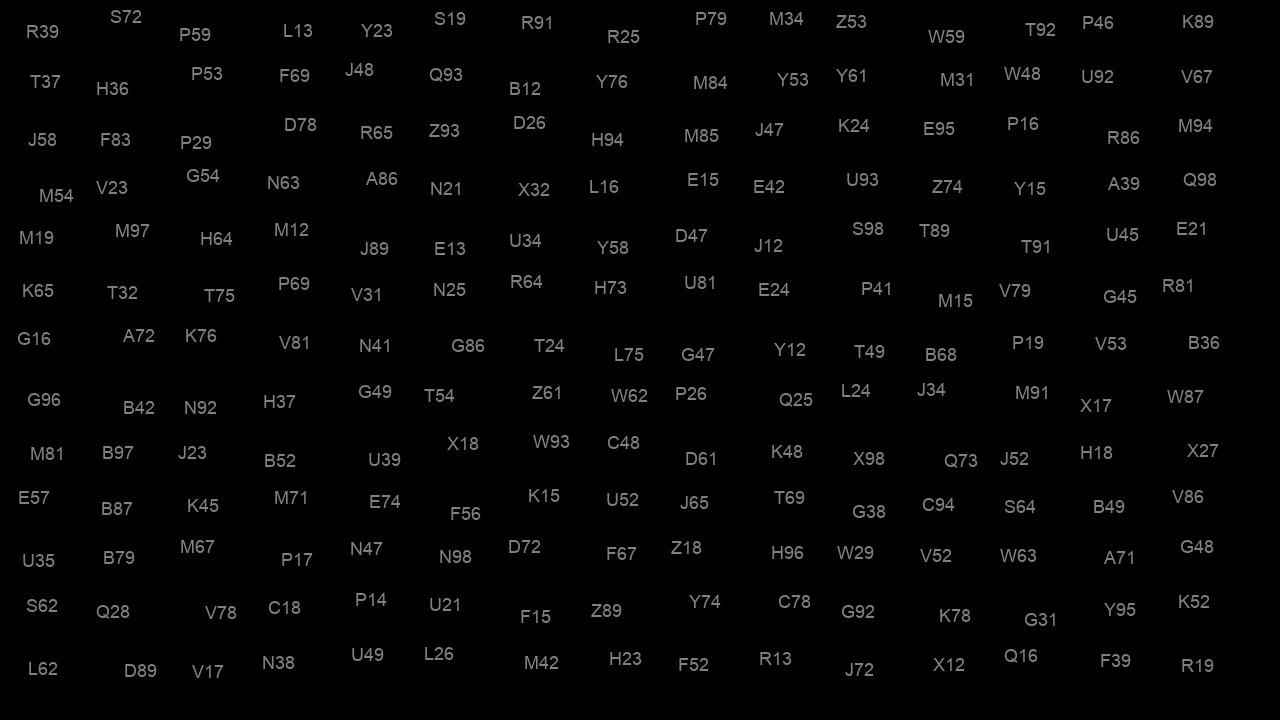 R39 S72 P59 L13 Y23 S19 R91 R25 P79 M34 Z53 W59 T92 P46 K89
T37 H36 P53 F69 J48 Q93 B12 Y76 M84 Y53 Y61 M31 W48 U92 V67
J58 F83 P29 D78 R65 Z93 D26 H94 M85 J47 K24 E95 P16 R86 M94
M54 V23 G54 N63 A86 N21 X32 L16 E15 E42 U93 Z74 Y15 A39 Q98
M19 M97 H64 M12 J89 E13 U34 Y58 D47 J12 S98 T89 T91 U45 E21
K65 T32 T75 P69 V31 N25 R64 H73 U81 E24 P41 M15 V79 G45 R81
G16 A72 K76 V81 N41 G86 T24 L75 G47 Y12 T49 B68 P19 V53 B36
G96 B42 N92 H37 G49 T54 Z61 W62 P26 Q25 L24 J34 M91 X17 W87
M81 B97 J23 B52 U39 X18 W93 C48 D61 K48 X98 Q73 J52 H18 X27
E57 B87 K45 M71 E74 F56 K15 U52 J65 T69 G38 C94 S64 B49 V86
U35 B79 M67 P17 N47 N98 D72 F67 Z18 H96 W29 V52 W63 A71 G48
S62 Q28 V78 C18 P14 U21 F15 Z89 Y74 C78 G92 K78 G31 Y95 K52
L62 D89 V17 N38 U49 L26 M42 H23 F52 R13 J72 X12 Q16 F39 R19